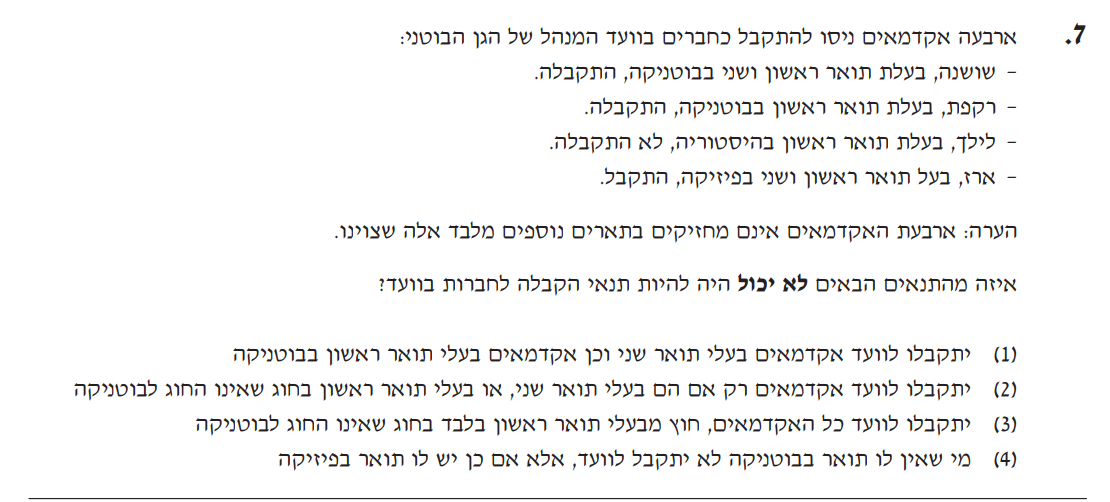 7. ארבעה אקדמאים ניסו להתקבל כחברים בוועד המנהל של הגן הבוטני:
- שושנה, בעלת תואר ראשון ושני בבוטניקה, התקבלה.
- רקפת, בעלת תואר ראשון בבוטניקה, התקבלה.
- לילך, בעלת תואר ראשון בהיסטוריה, לא התקבלה.
- ארז, בעל תואר ראשון ושני בפיזיקה, התקבל.
הערה: ארבעת האקדמאים אינם מחזיקים בתארים נוספים מלבד אלה שצוינו.
איזה מהתנאים הבאים לא יכול היה להיות תנאי הקבלה לחברות בוועד?
(1) יתקבלו לוועד אקדמאים בעלי תואר שני וכן אקדמאים בעלי תואר ראשון בבוטניקה
(2) יתקבלו לוועד אקדמאים רק אם הם בעלי תואר שני, או בעלי תואר ראשון בחוג שאינו החוג לבוטניקה
(3) יתקבלו לוועד כל האקדמאים, חוץ מבעלי תואר ראשון בלבד בחוג שאינו החוג לבוטניקה
(4) מי שאין לו תואר בבוטניקה לא יתקבל לוועד, אלא אם כן יש לו תואר בפיזיקה